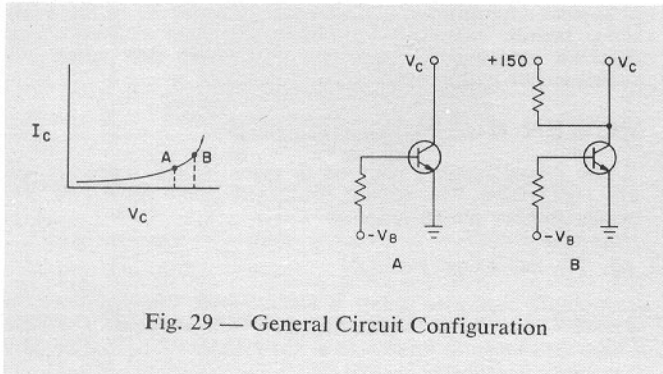 I_C
A
B
V_C
V_C
-V_B
A
+150
V_C
-V_B
B
Fig. 29 — General Circuit Configuration